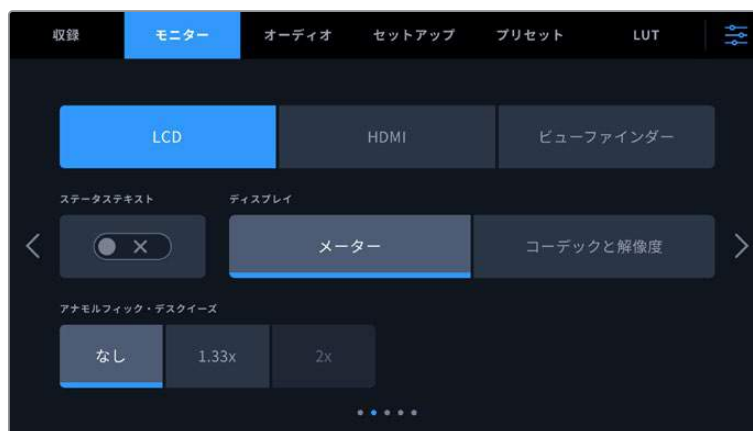 収録 モニター オーディオ セットアップ プリセット LUT
LCD HDMI ビューファインダー
ステータステキスト ディスプレイ
メーター コーデックと解像度
アナモルフィック・デスクイーズ
なし 1.33x 2x